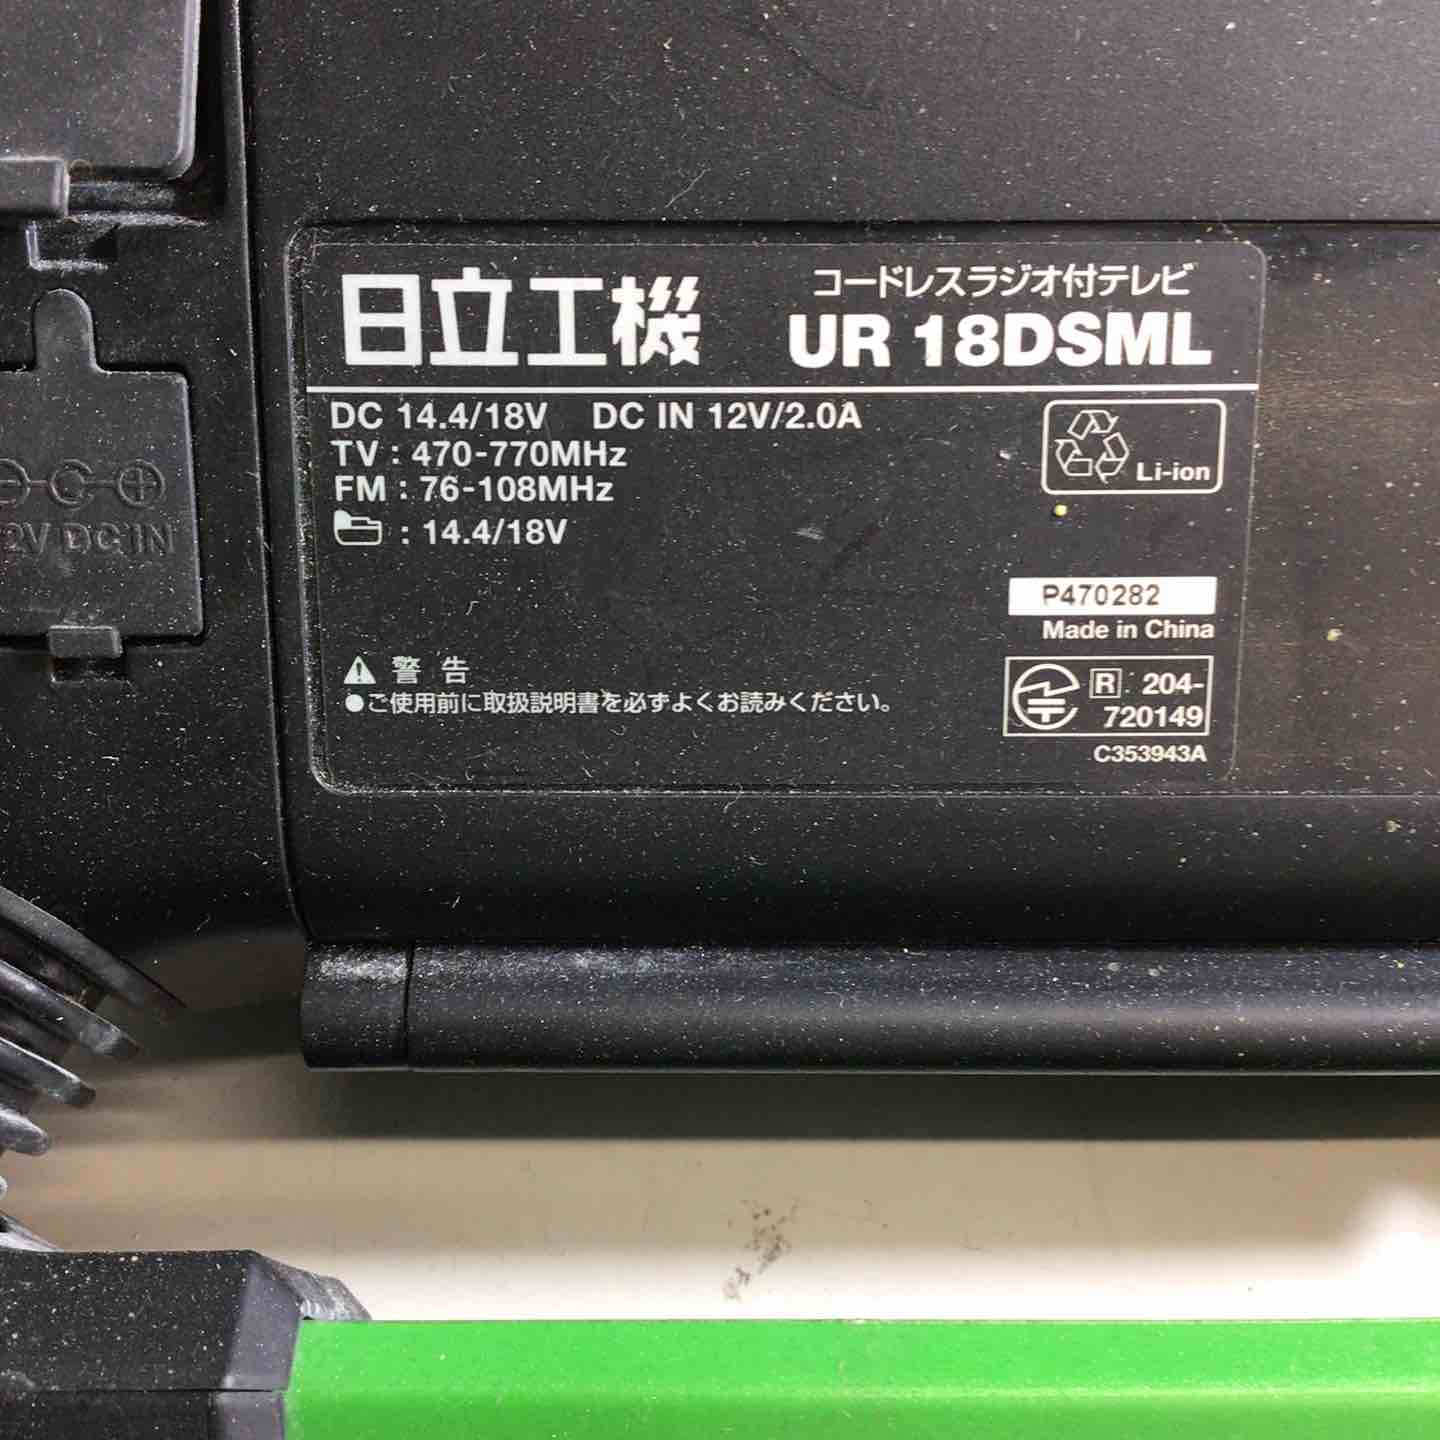 日立工機
コードレスラジオ付テレビ
UR 18DSML
DC 14.4/18V DC IN 12V/2.0A
TV : 470-770MHz
FM : 76-108MHz
: 14.4/18V
Li-ion
P470282
Made in China
警告
●ご使用前に取扱説明書を必ずよくお読みください。
R 204-
720149
C353943A
2V DC IN